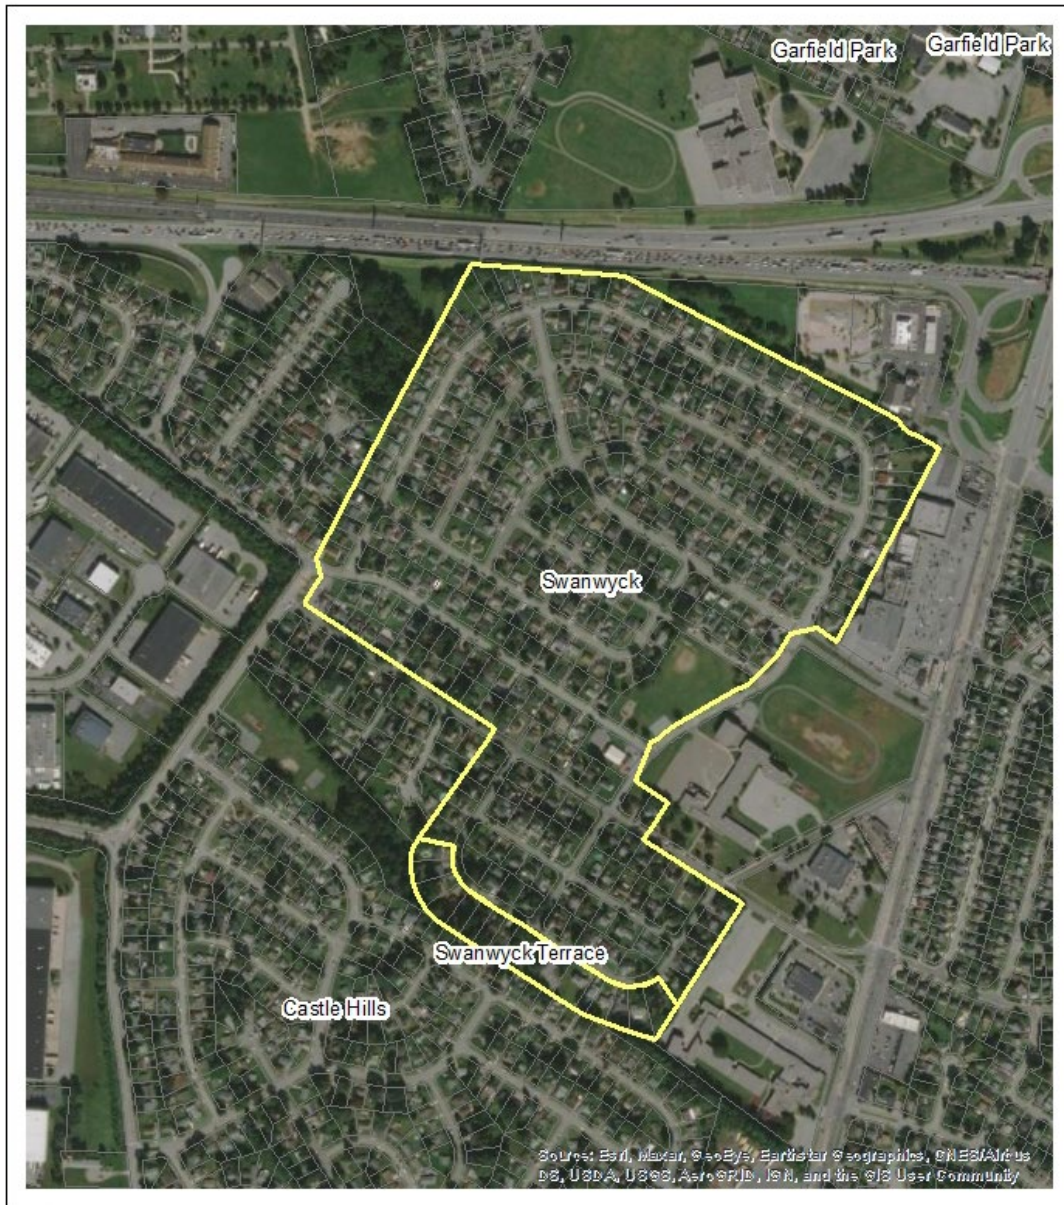 Garfield Park
Garfield Park
Swanwyck
Swanwyck Terrace
Castle Hills
Source: Esri, Maxar, GeoEye, Earthstar Geographics, CNES/Airbus
DS, USDA, USGS, AeroGRID, IGN, and the GIS User Community